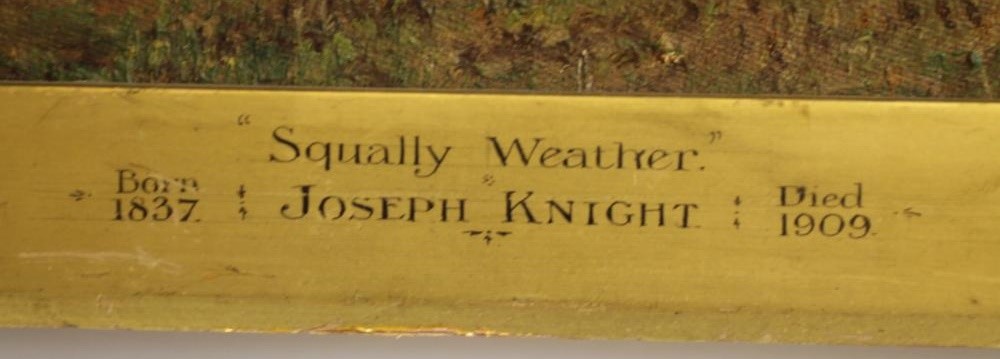 "Squally Weather."
Born 1837. JOSEPH KNIGHT Died 1909.